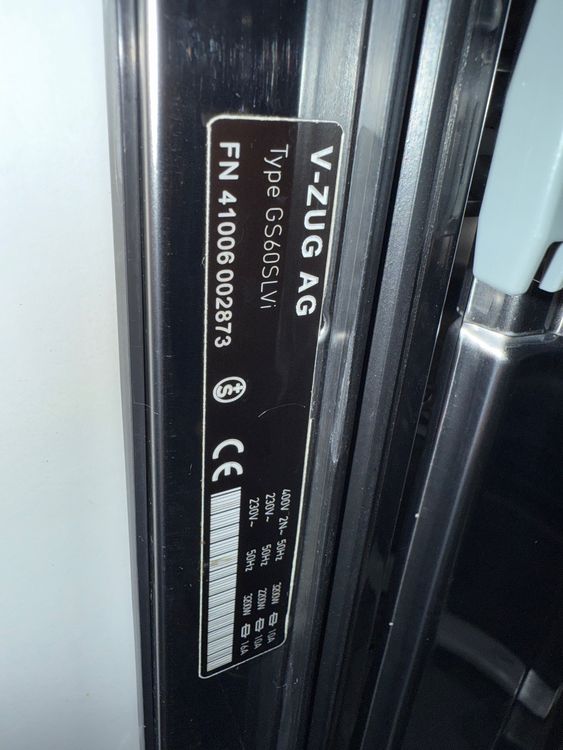 V-ZUG AG
Type GS60SLVi
FN 41006 002873
+S
CE
400V 2N~ 50Hz 3200W 10A
230V~ 50Hz 2200W 10A
230V~ 50Hz 3200W 16A